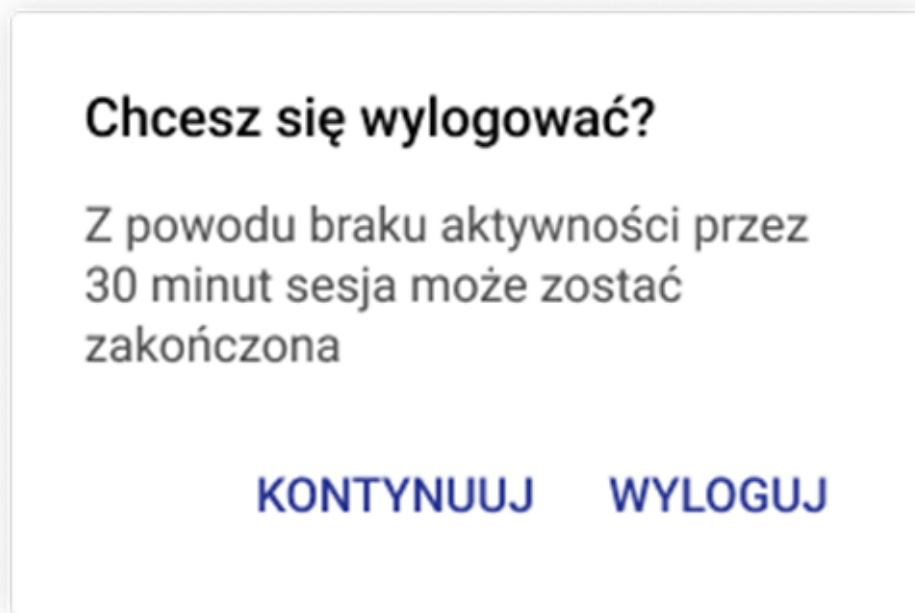 Chcesz się wylogować?
Z powodu braku aktywności przez
30 minut sesja może zostać
zakończona
KONTYNUUJ WYLOGUJ